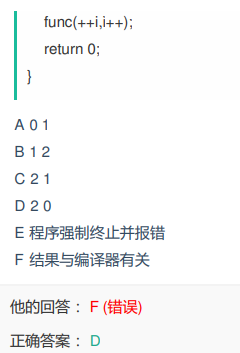 func(++i,i++);
return 0;
}
A 0 1
B 1 2
C 2 1
D 2 0
E 程序强制终止并报错
F 结果与编译器有关
他的回答： F (错误)
正确答案： D